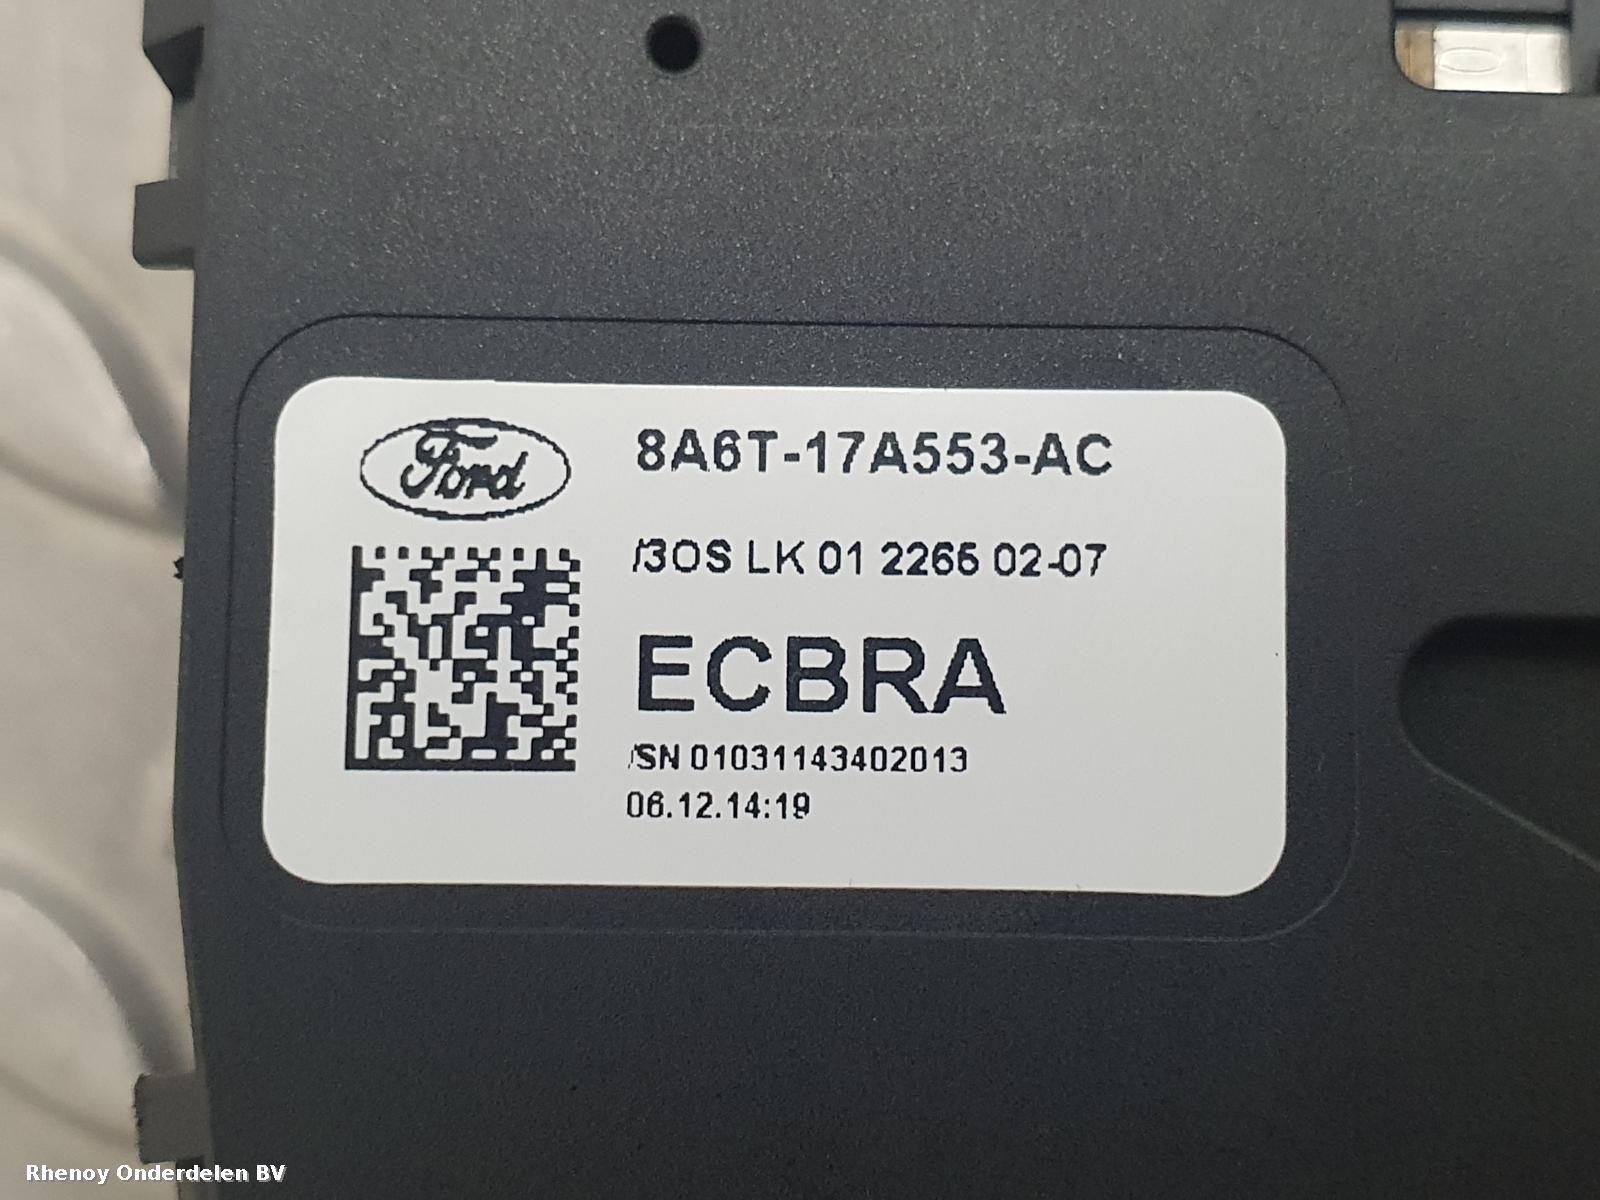 Ford
8A6T-17A553-AC
/3OS LK 01 2266 02-07
ECBRA
/SN 01031143402013
06.12.14:19
Rhenoy Onderdelen BV